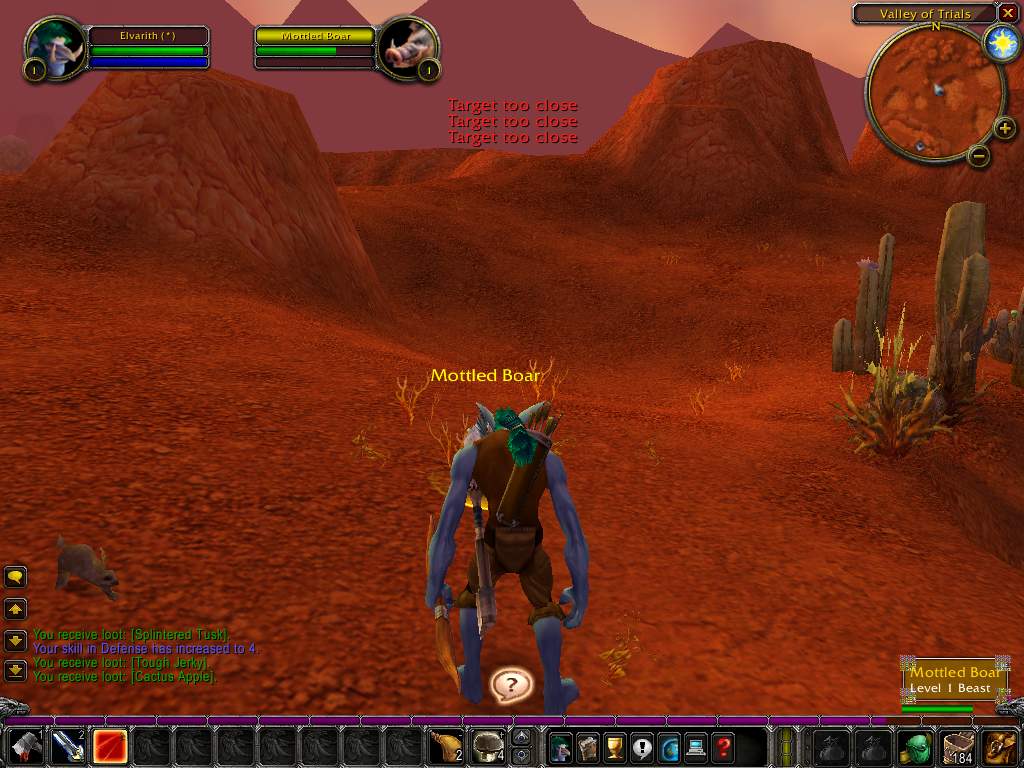 Elvarith (*)
1
Mottled Boar
1
Valley of Trials
N
Target too close
Target too close
Target too close
Mottled Boar
You receive loot: [Splintered Tusk].
Your skill in Defense has increased to 4.
You receive loot: [Tough Jerky].
You receive loot: [Cactus Apple].
?
Mottled Boar
Level 1 Beast
1
2
2
4
!
?
184